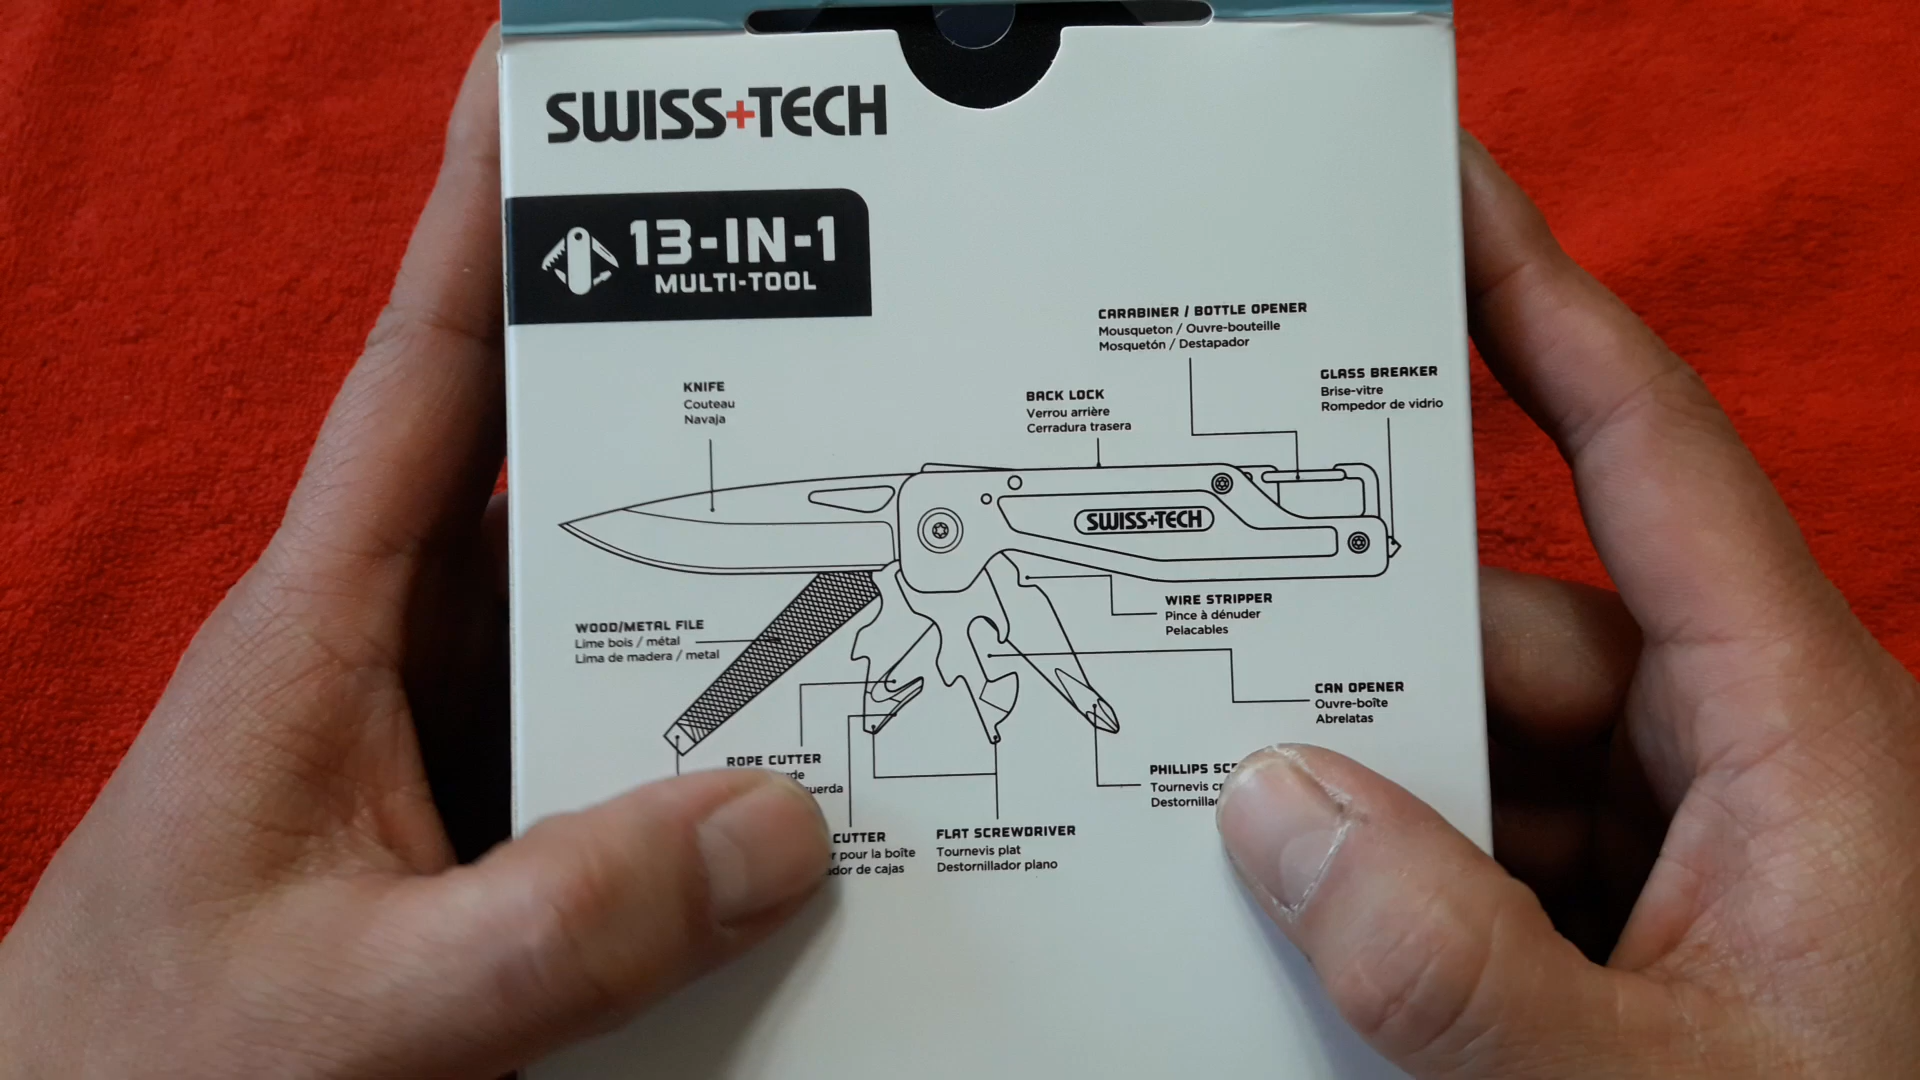 SWISS+TECH
13-IN-1
MULTI-TOOL
CARABINER / BOTTLE OPENER
Mousqueton / Ouvre-bouteille
Mosquetón / Destapador
GLASS BREAKER
Brise-vitre
Rompedor de vidrio
KNIFE
Couteau
Navaja
BACK LOCK
Verrou arrière
Cerradura trasera
SWISS+TECH
WIRE STRIPPER
Pince à dénuder
Pelacables
WOOD/METAL FILE
Lime bois / métal
Lima de madera / metal
CAN OPENER
Ouvre-boîte
Abrelatas
ROPE CUTTER
PHILLIPS
Tournevis
CUTTER
pour la boîte
de cajas
FLAT SCREWDRIVER
Tournevis plat
Destornillador plano